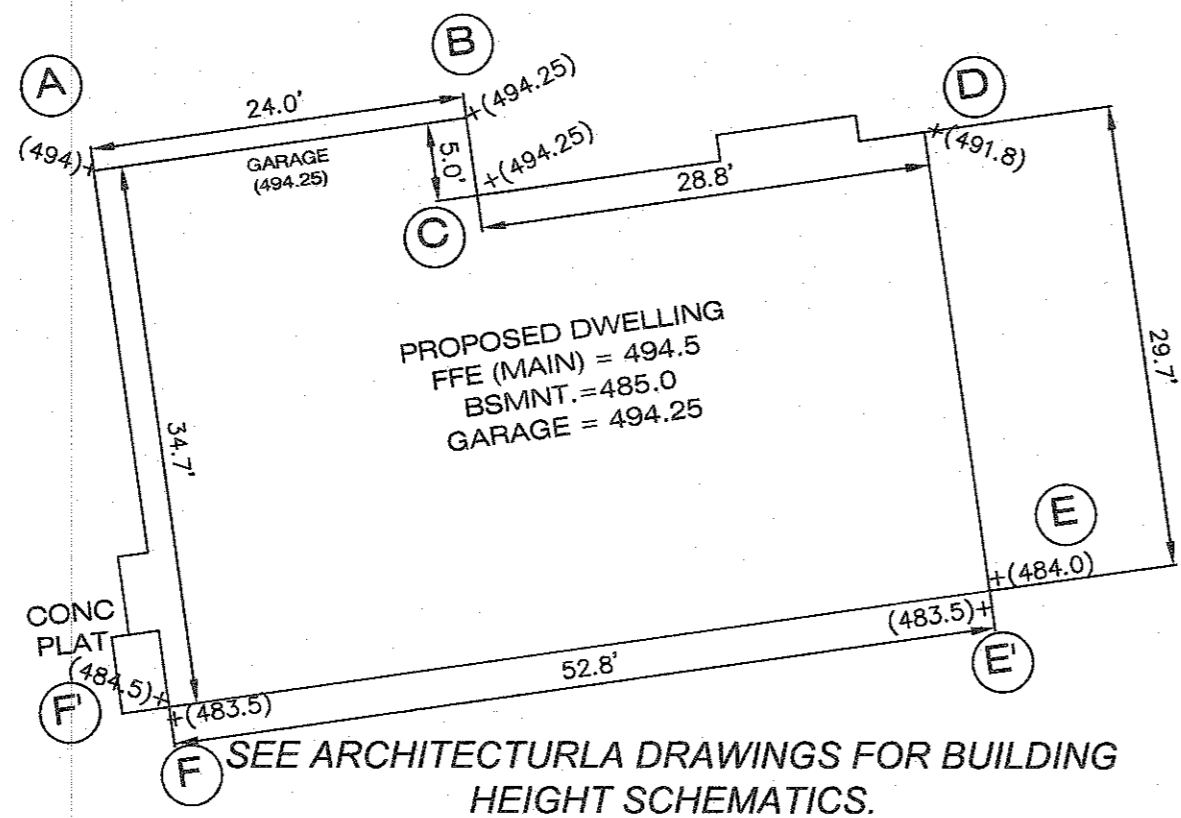 A
B
24.0'
+(494.25)
D
(494)+
GARAGE
(494.25)
5.0'
+(494.25)
+(491.8)
28.8'
C
PROPOSED DWELLING
FFE (MAIN) = 494.5
BSMNT.=485.0
GARAGE = 494.25
29.7'
34.7'
E
+(484.0)
CONC
PLAT
(483.5)+
(484.5)+
52.8'
E'
F'
+(483.5)
F
SEE ARCHITECTURLA DRAWINGS FOR BUILDING
HEIGHT SCHEMATICS.